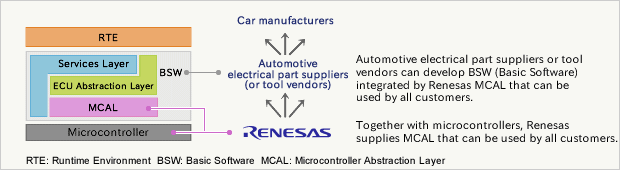 Car manufacturers
RTE
Services Layer
ECU Abstraction Layer
BSW
MCAL
Microcontroller
Automotive
electrical part suppliers
(or tool vendors)
RENESAS
Automotive electrical part suppliers or tool
vendors can develop BSW (Basic Software)
integrated by Renesas MCAL that can be
used by all customers.
Together with microcontrollers, Renesas
supplies MCAL that can be used by all customers.
RTE: Runtime Environment BSW: Basic Software MCAL: Microcontroller Abstraction Layer